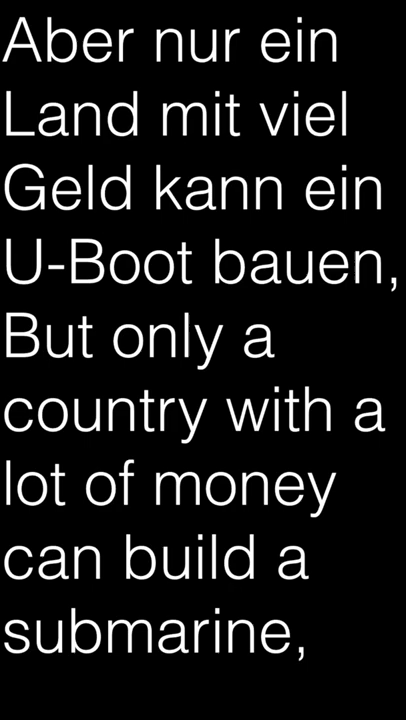 Aber nur ein
Land mit viel
Geld kann ein
U-Boot bauen,
But only a
country with a
lot of money
can build a
submarine,